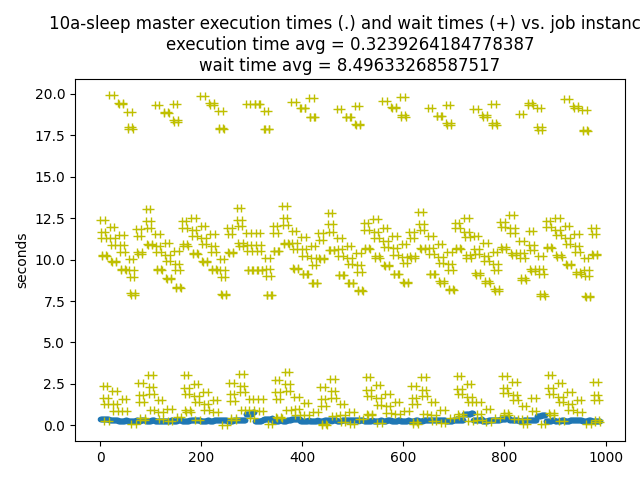 10a-sleep master execution times (.) and wait times (+) vs. job instanc
execution time avg = 0.3239264184778387
wait time avg = 8.49633268587517
20.0
17.5
15.0
12.5
10.0
7.5
5.0
2.5
0.0
seconds
0 200 400 600 800 1000